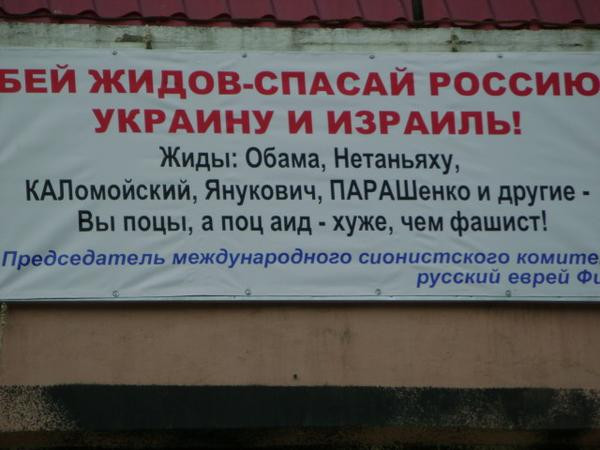 БЕЙ ЖИДОВ-СПАСАЙ РОССИЮ
УКРАИНУ И ИЗРАИЛЬ!
Жиды: Обама, Нетаньяху,
КАЛомойский, Янукович, ПАРАШенко и другие -
Вы поцы, а поц аид - хуже, чем фашист!
Председатель международного сионистского
русский еврей